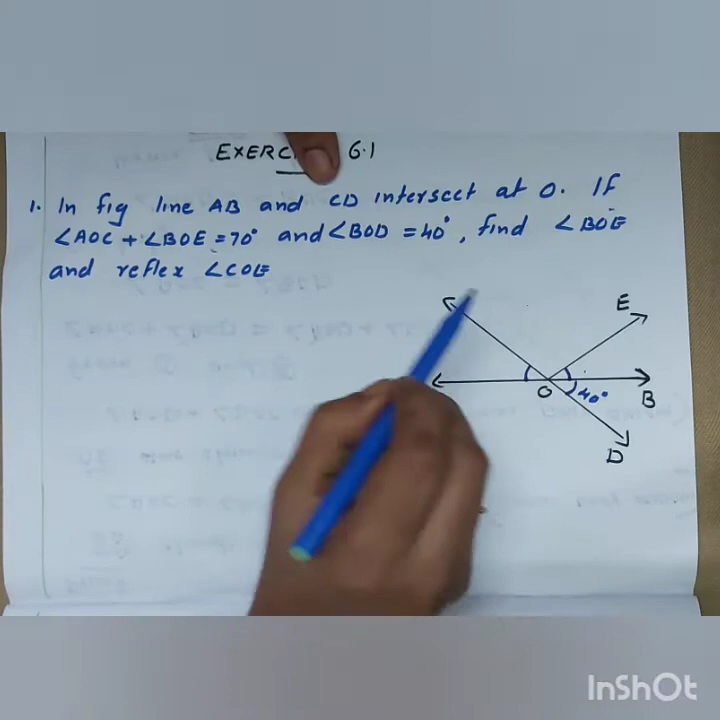 EXERC 6.1
1. In fig line AB and CD intersect at O. If
∠AOC + ∠BOE = 70° and ∠BOD = 40°, find ∠BOE
and reflex ∠COE
E
O
40°
B
D
InShOt